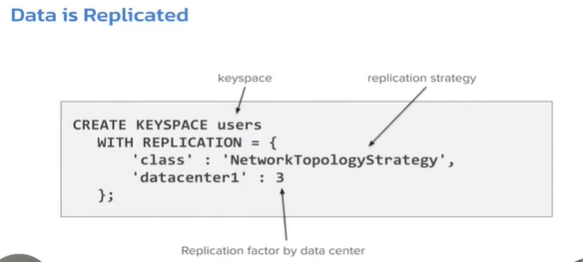 Data is Replicated
keyspace
replication strategy
CREATE KEYSPACE users
WITH REPLICATION = {
'class' : 'NetworkTopologyStrategy',
'datacenter1' : 3
};
Replication factor by data center